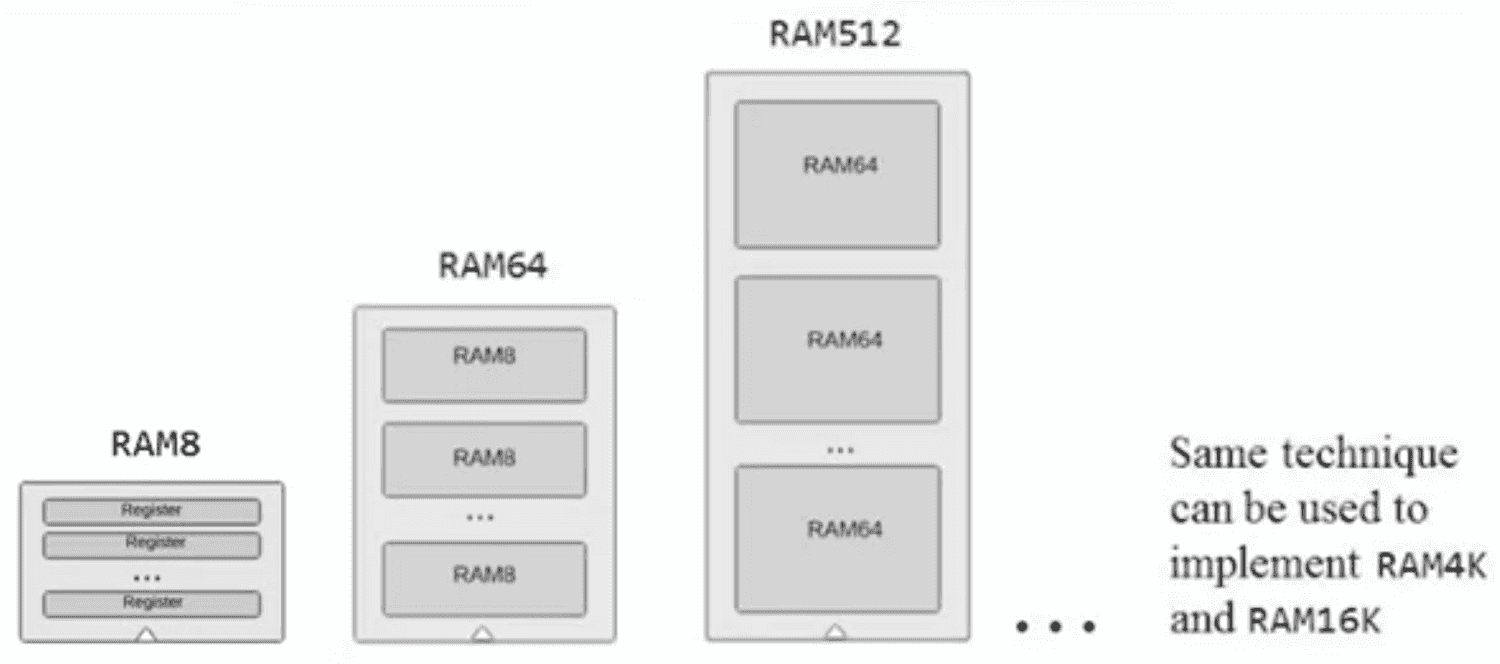 RAM8
Register
Register
...
Register
RAM64
RAM8
RAM8
...
RAM8
RAM512
RAM64
RAM64
...
RAM64
...
Same technique
can be used to
implement RAM4K
and RAM16K